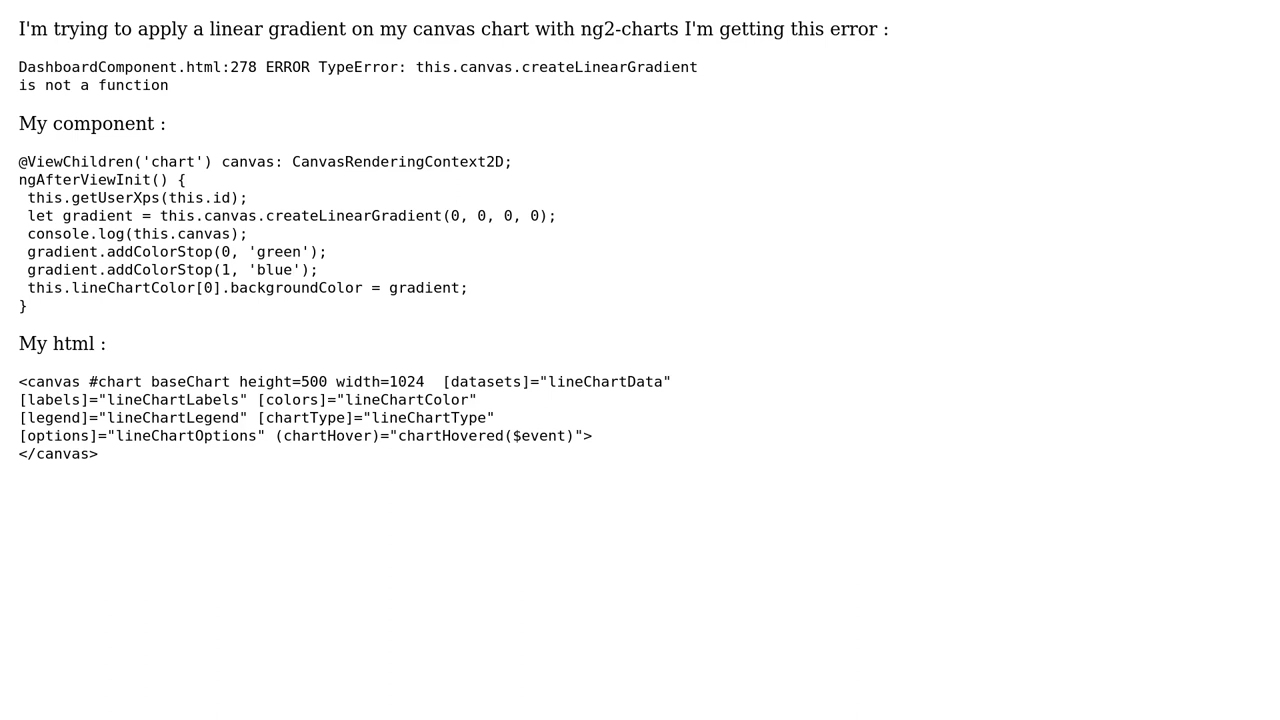 I'm trying to apply a linear gradient on my canvas chart with ng2-charts I'm getting this error :
DashboardComponent.html:278 ERROR TypeError: this.canvas.createLinearGradient
is not a function
My component :
@ViewChildren('chart') canvas: CanvasRenderingContext2D;
ngAfterViewInit() {
 this.getUserXps(this.id);
 let gradient = this.canvas.createLinearGradient(0, 0, 0, 0);
 console.log(this.canvas);
 gradient.addColorStop(0, 'green');
 gradient.addColorStop(1, 'blue');
 this.lineChartColor[0].backgroundColor = gradient;
}
My html :
<canvas #chart baseChart height=500 width=1024  [datasets]="lineChartData"
[labels]="lineChartLabels" [colors]="lineChartColor"
[legend]="lineChartLegend" [chartType]="lineChartType"
[options]="lineChartOptions" (chartHover)="chartHovered($event)">
</canvas>